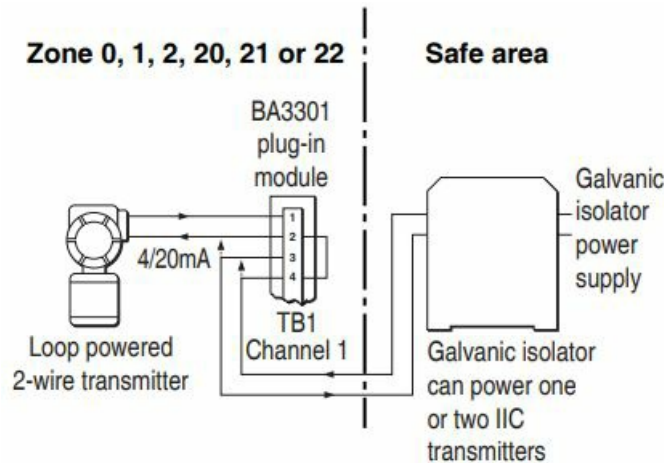 Zone 0, 1, 2, 20, 21 or 22
Safe area
BA3301
plug-in
module
1
2
3
4
4/20mA
TB1
Channel 1
Loop powered
2-wire transmitter
Galvanic
isolator
power
supply
Galvanic isolator
can power one
or two IIC
transmitters